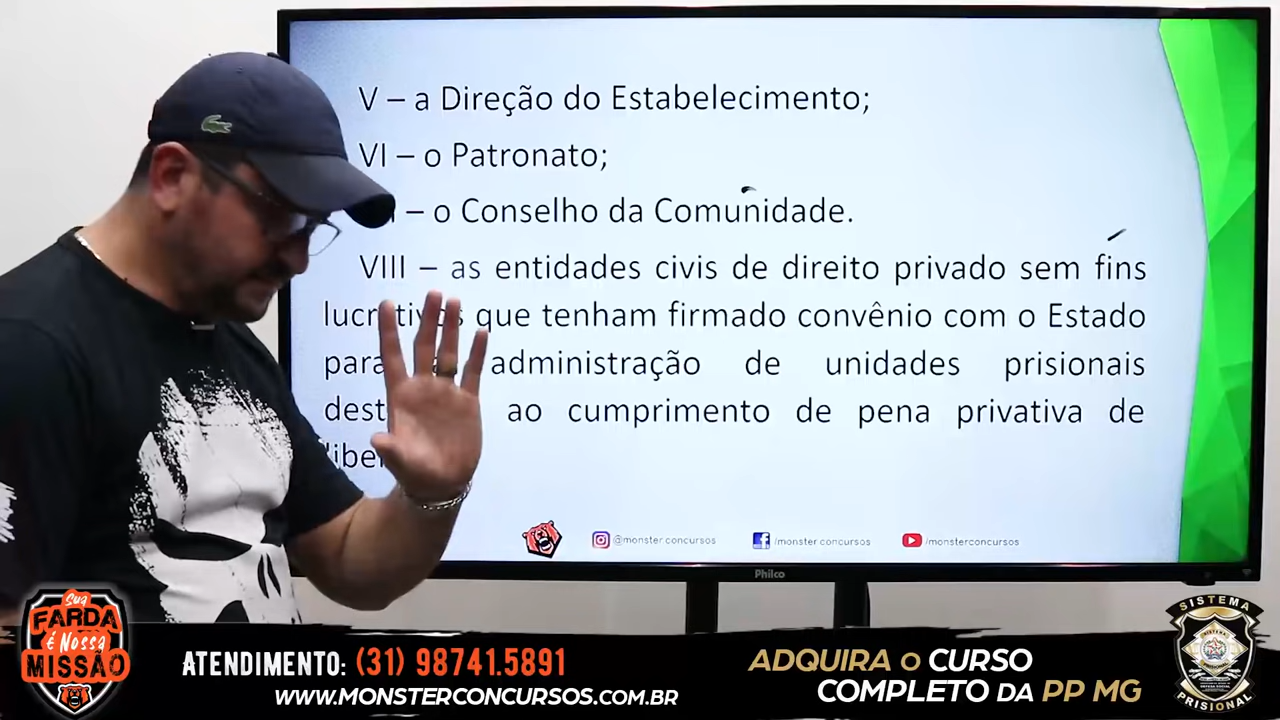 V – a Direção do Estabelecimento;
VI – o Patronato;
– o Conselho da Comunidade.
VIII – as entidades civis de direito privado sem fins
lucrativos que tenham firmado convênio com o Estado
para administração de unidades prisionais
ao cumprimento de pena privativa de
@monster.concursos
/monster.concursos
/monsterconcursos
Philco
Sua
FARDA
É NOSSA
MISSÃO
ATENDIMENTO: (31) 98741.5891
WWW.MONSTERCONCURSOS.COM.BR
ADQUIRA O CURSO
COMPLETO DA PP MG
SISTEMA
PRISIONAL